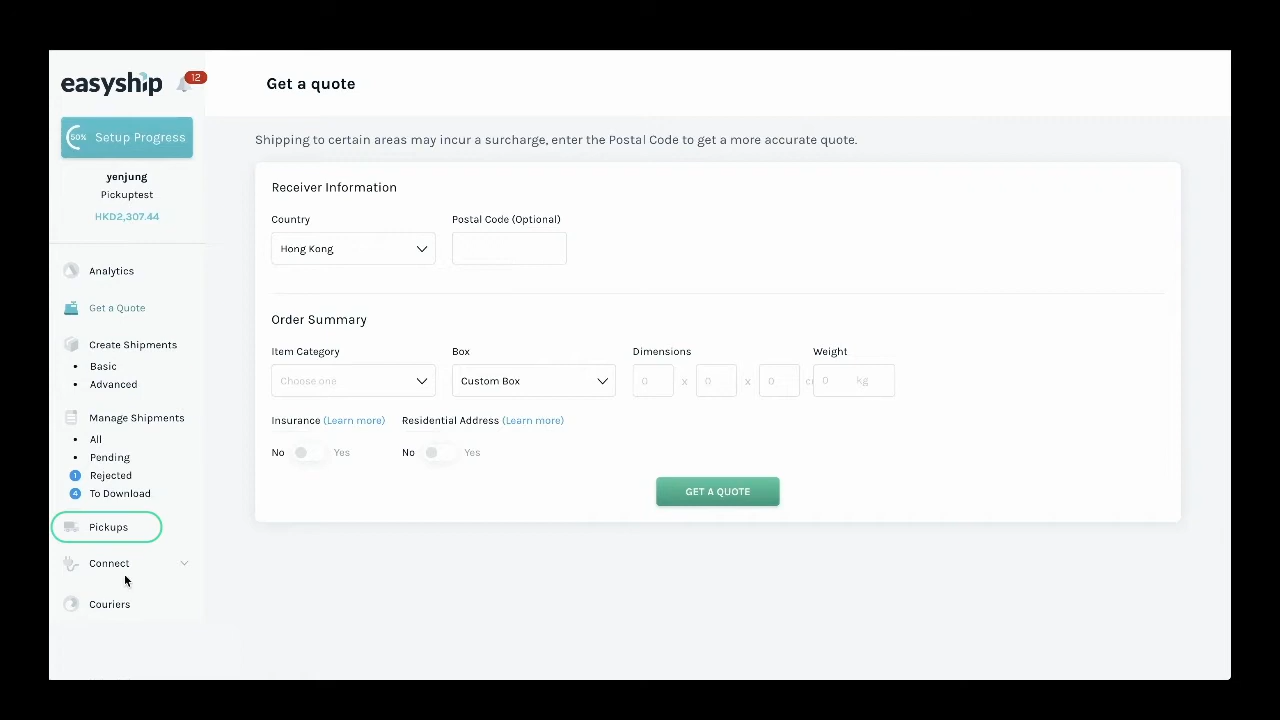 easyship
12
Get a quote
50%
Setup Progress
yenjung
Pickuptest
HKD2,307.44
Analytics
Get a Quote
Create Shipments
Basic
Advanced
Manage Shipments
All
Pending
1 Rejected
4 To Download
Pickups
Connect
Couriers
Shipping to certain areas may incur a surcharge, enter the Postal Code to get a more accurate quote.
Receiver Information
Country Postal Code (Optional)
Hong Kong
Order Summary
Item Category Box Dimensions Weight
Choose one Custom Box 0 x 0 x 0 c 0 kg
Insurance (Learn more) Residential Address (Learn more)
No Yes No Yes
GET A QUOTE